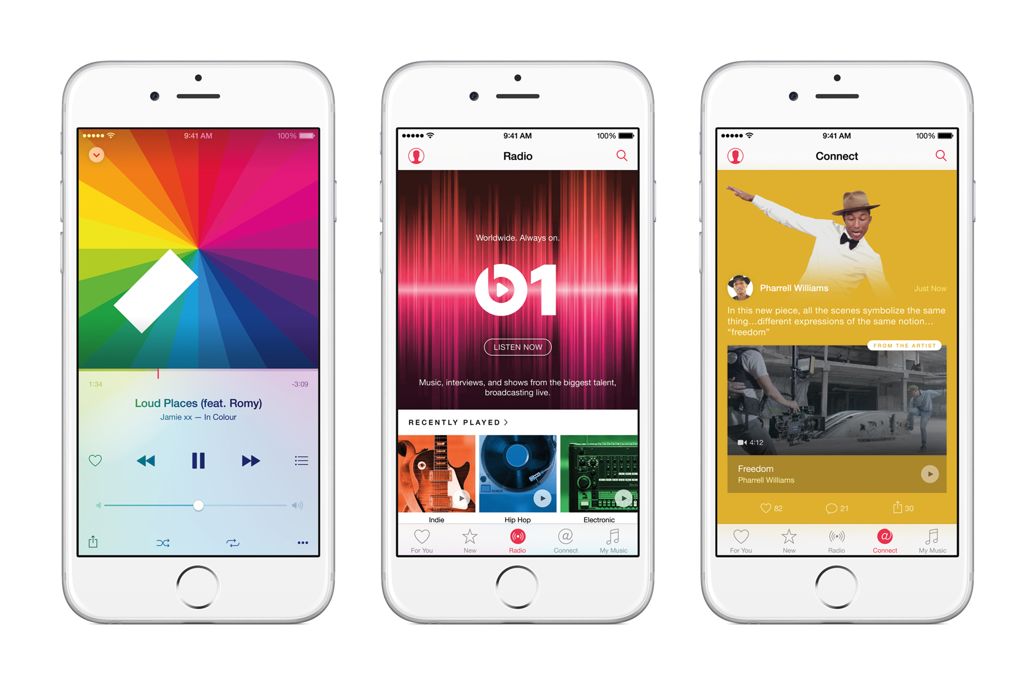 9:41 AM 100%
1:34 -3:09
Loud Places (feat. Romy)
Jamie xx — In Colour
9:41 AM 100%
Radio
Worldwide. Always on.
b1
LISTEN NOW
Music, interviews, and shows from the biggest talent,
broadcasting live.
RECENTLY PLAYED >
Indie Hip Hop Electronic
For You New Radio Connect My Music
9:41 AM 100%
Connect
Pharrell Williams Just Now
In this new piece, all the scenes symbolize the same
thing…different expressions of the same notion…
“freedom”
FROM THE ARTIST
4:12
Freedom
Pharrell Williams
82 21 30
For You New Radio Connect My Music